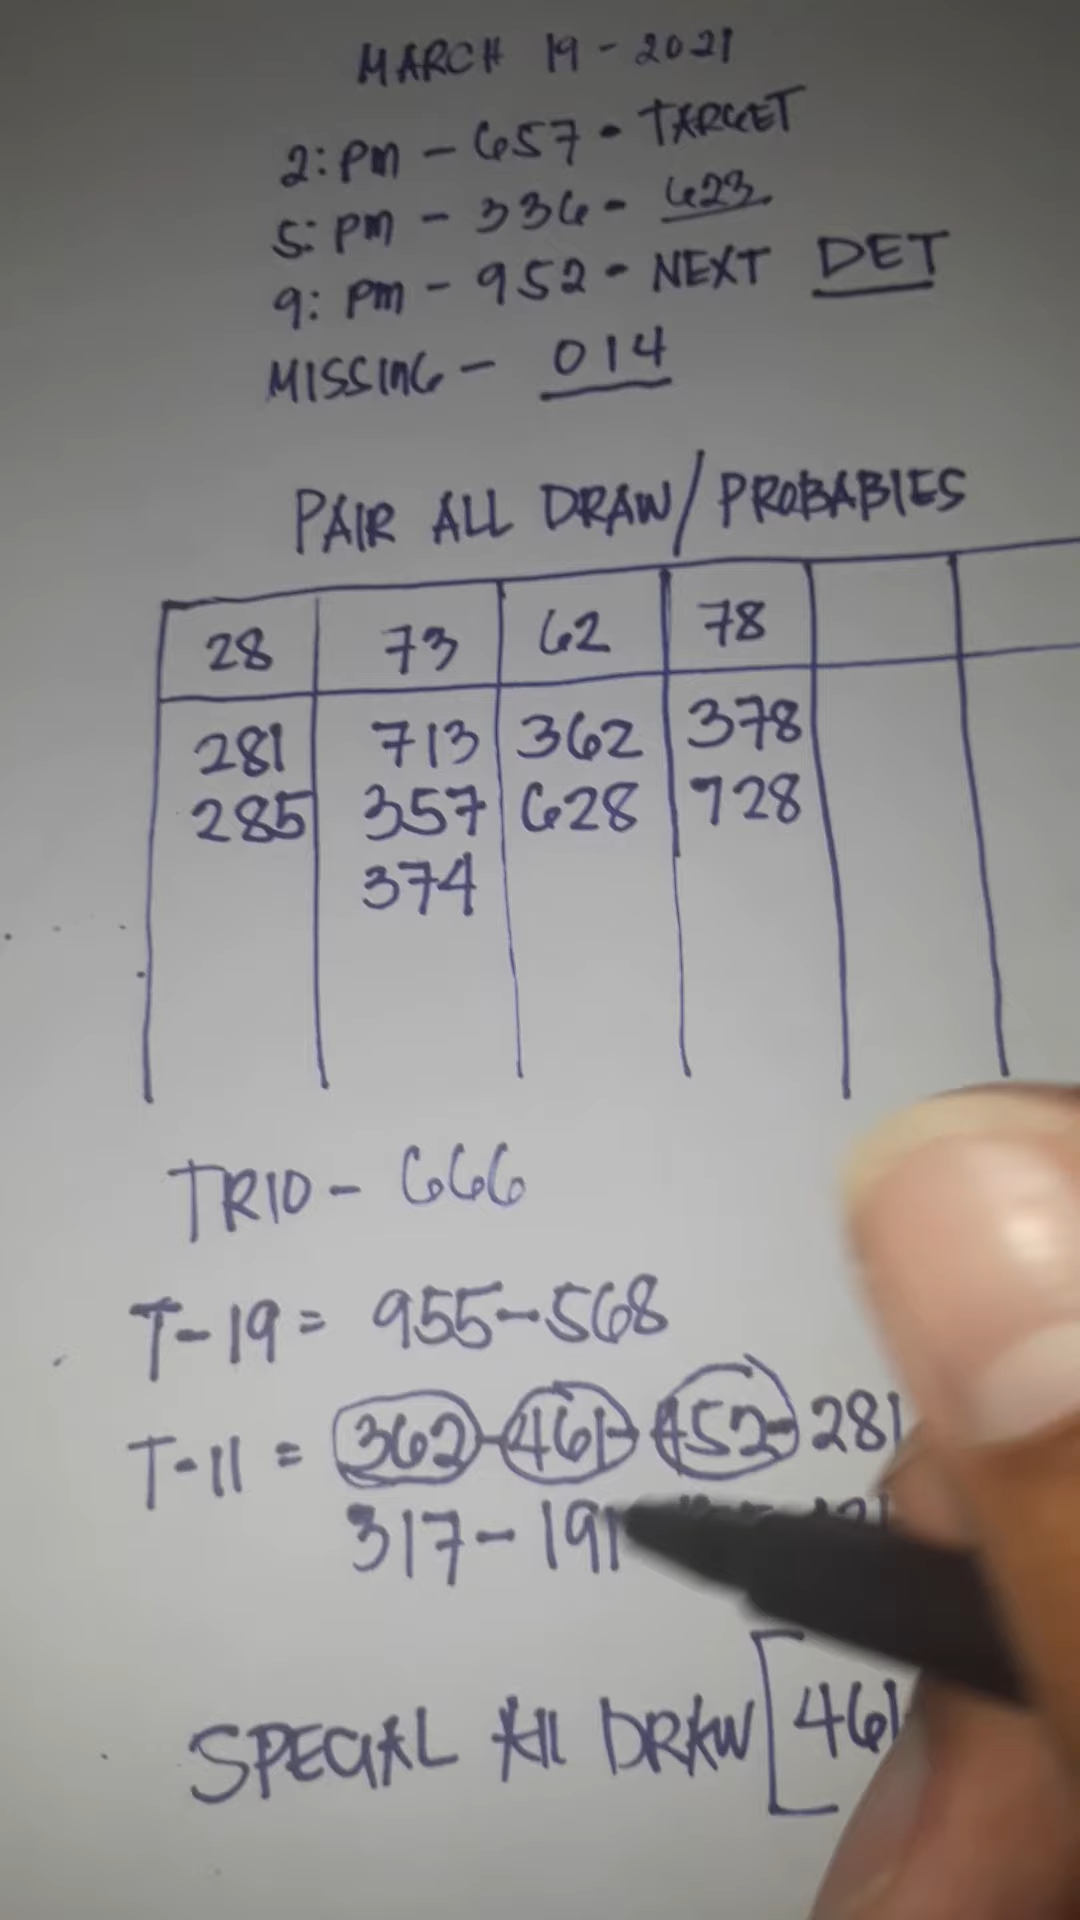 MARCH 19 - 2021
2: PM - 657 - TARGET
5: PM - 336 - 623
9: PM - 952 - NEXT DET
MISSING - 014
PAIR ALL DRAW / PROBABIES
28 73 62 78
281 713 362 378
285 357 628 728
374
TRIO - 666
T-19 = 955-568
T-11 = 362-461-452-281
317-191
SPECIAL All DRAW [461